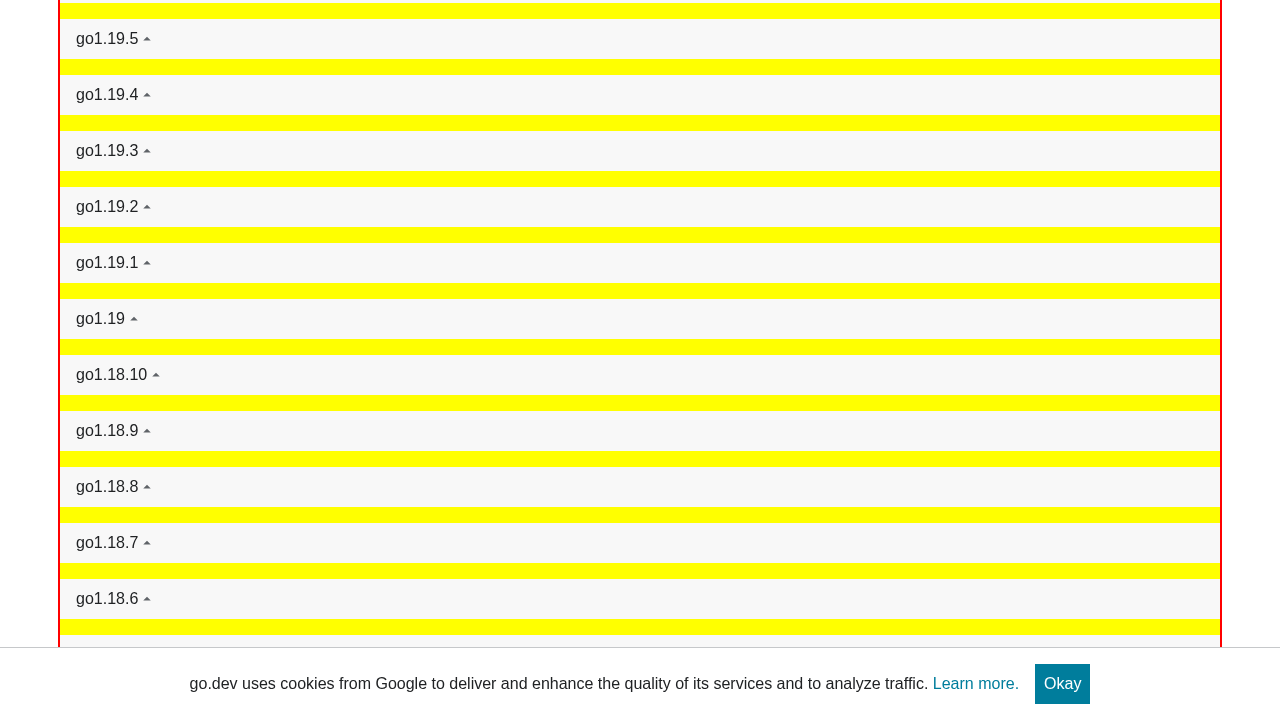 go1.19.5
go1.19.4
go1.19.3
go1.19.2
go1.19.1
go1.19
go1.18.10
go1.18.9
go1.18.8
go1.18.7
go1.18.6
go.dev uses cookies from Google to deliver and enhance the quality of its services and to analyze traffic. Learn more. Okay